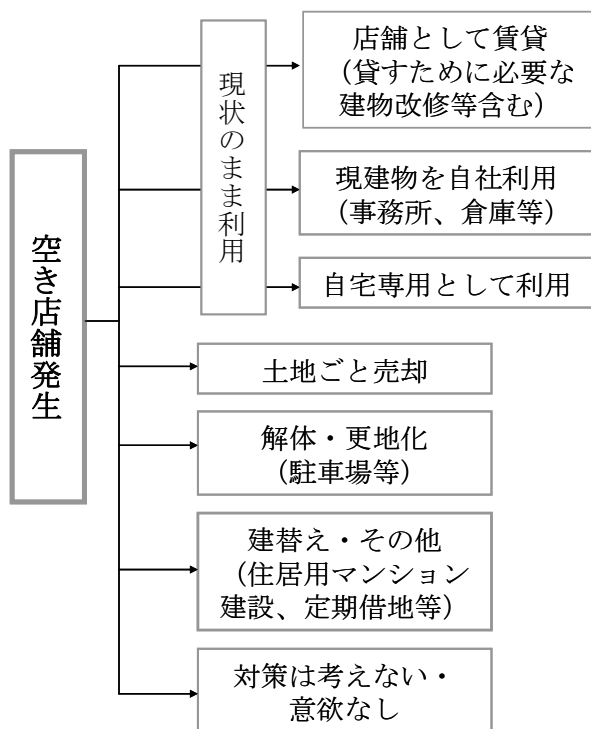 空き店舗発生
現状のまま利用
店舗として賃貸
（貸すために必要な
建物改修等含む）
現建物を自社利用
（事務所、倉庫等）
自宅専用として利用
土地ごと売却
解体・更地化
（駐車場等）
建替え・その他
（住居用マンション
建設、定期借地等）
対策は考えない・
意欲なし